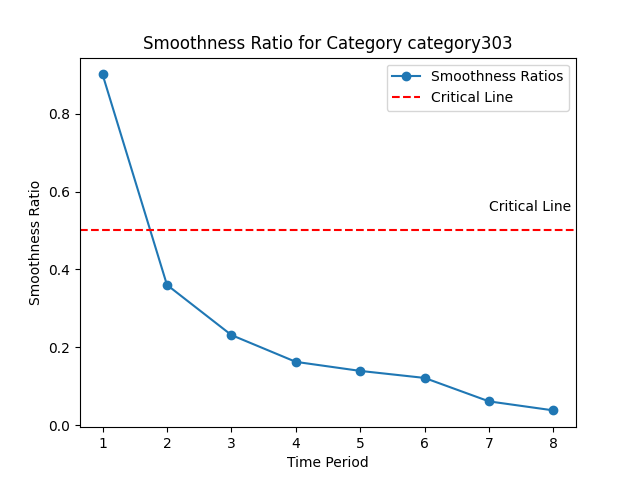 Smoothness Ratio for Category category303
Smoothness Ratios
Critical Line
Critical Line
Smoothness Ratio
0.8
0.6
0.4
0.2
0.0
1 2 3 4 5 6 7 8
Time Period